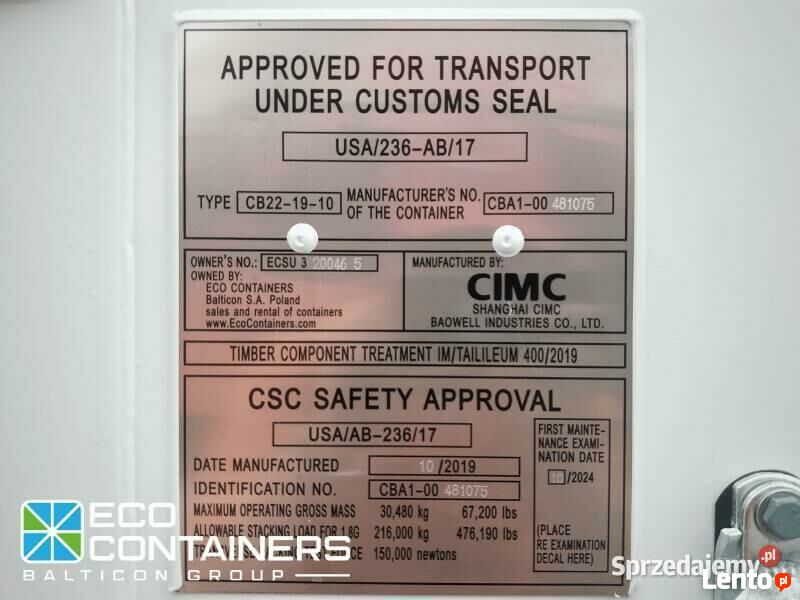 APPROVED FOR TRANSPORT
UNDER CUSTOMS SEAL
USA/236-AB/17
TYPE CB22-19-10 MANUFACTURER'S NO. OF THE CONTAINER CBA1-00 481075
OWNER'S NO.: ECSU 3 20046 5
OWNED BY:
ECO CONTAINERS
Balticon S.A. Poland
sales and rental of containers
www.EcoContainers.com
MANUFACTURED BY:
CIMC
SHANGHAI CIMC
BAOWELL INDUSTRIES CO., LTD.
TIMBER COMPONENT TREATMENT IM/TAILILEUM 400/2019
CSC SAFETY APPROVAL
USA/AB-236/17
DATE MANUFACTURED 10/2019
IDENTIFICATION NO. CBA1-00 481075
MAXIMUM OPERATING GROSS MASS 30,480 kg 67,200 lbs
ALLOWABLE STACKING LOAD FOR 1.8G 216,000 kg 476,190 lbs
150,000 newtons
FIRST MAINTE-
NANCE EXAMI-
NATION DATE
10/2024
(PLACE
RE EXAMINATION
DECAL HERE)
ECO
CONTAINERS
BALTICON GROUP
Sprzedajemy.pl
Lento.pl